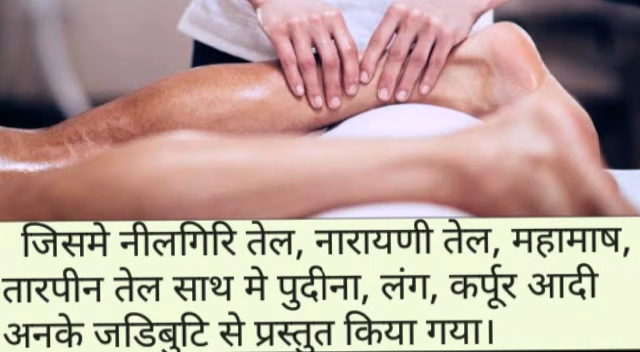 जिसमे नीलगिरि तेल, नारायणी तेल, महामाष,
तारपीन तेल साथ मे पुदीना, लंग, कर्पूर आदी
अनके जडिबुटि से प्रस्तुत किया गया।